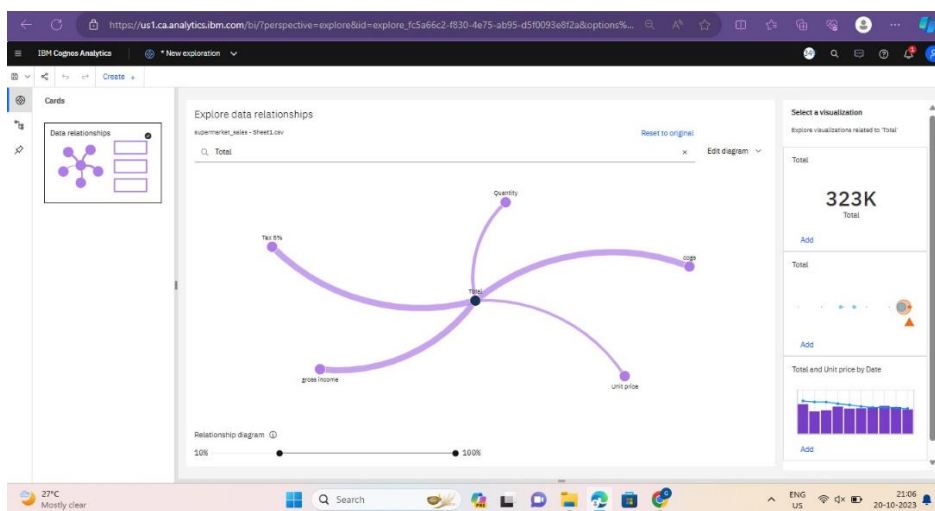 https://us1.ca.analytics.ibm.com/bi/?perspective=explore&id=explore_fc5a66c2-f830-4e75-ab95-d5f0093e8f2a&options%...
IBM Cognos Analytics
* New exploration
Create +
Cards
Data relationships
Explore data relationships
supermarket_sales - Sheet1.csv
Reset to original
Total
Edit diagram
Quantity
Tax 5%
cogs
Total
gross income
Unit price
Relationship diagram
10%
100%
Select a visualization
Explore visualizations related to 'Total'
Total
323K
Total
Add
Total
Add
Total and Unit price by Date
Add
27°C
Mostly clear
Search
ENG
US
21:06
20-10-2023